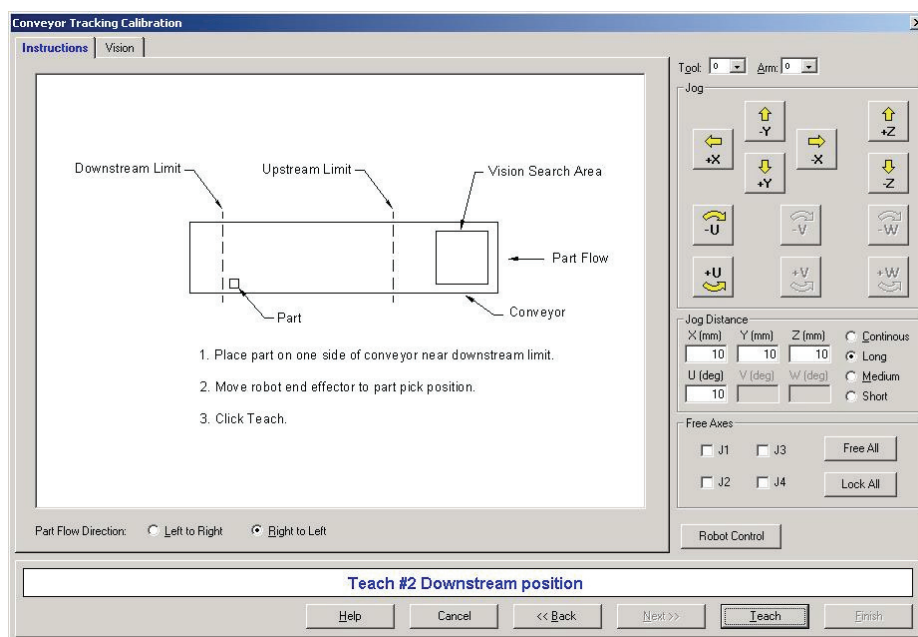 Conveyor Tracking Calibration
Instructions
Vision
Downstream Limit
Upstream Limit
Vision Search Area
Part Flow
Part
Conveyor
1. Place part on one side of conveyor near downstream limit.
2. Move robot end effector to part pick position.
3. Click Teach.
Part Flow Direction:
Left to Right
Right to Left
Tool: 0
Arm: 0
Jog
-Y
+Z
+X
-X
+Y
-Z
-U
-V
-W
+U
+V
+W
Jog Distance
X (mm) Y (mm) Z (mm)
10 10 10
U (deg) V (deg) W (deg)
10
Continous
Long
Medium
Short
Free Axes
J1 J3
Free All
J2 J4
Lock All
Robot Control
Teach #2 Downstream position
Help
Cancel
<< Back
Next >>
Teach
Finish